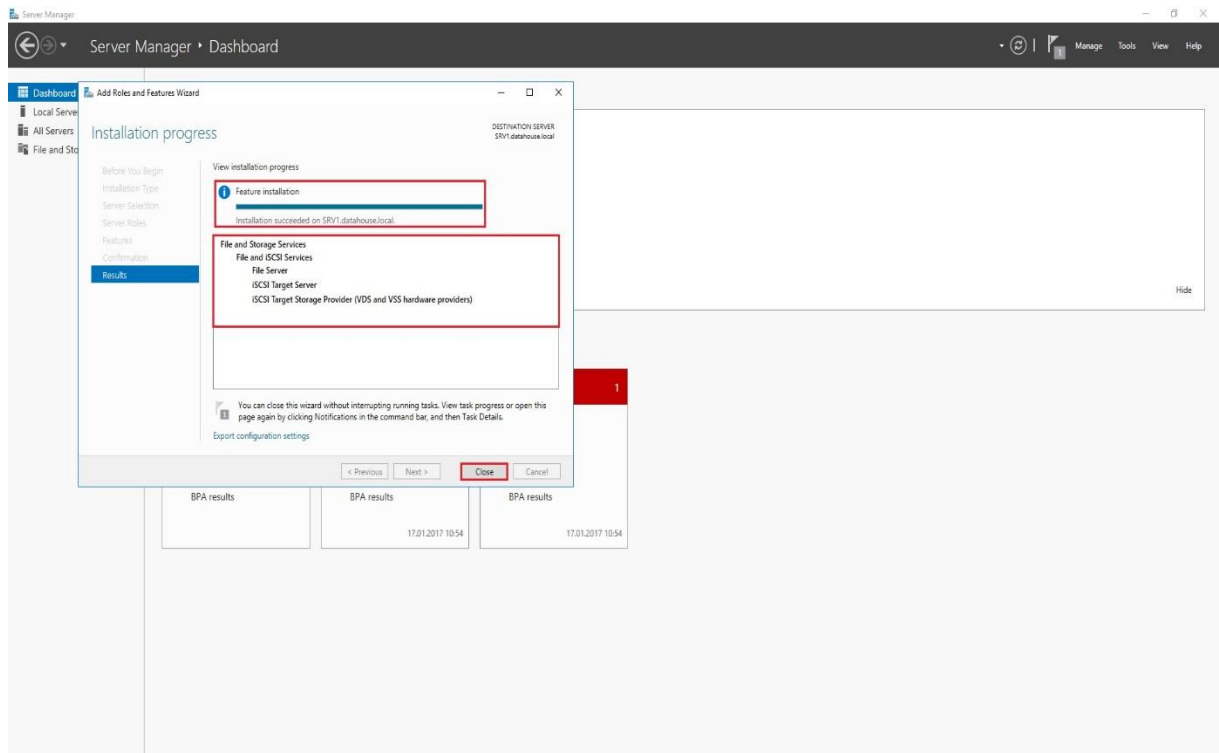 Server Manager
Server Manager ▸ Dashboard
1
Manage Tools View Help
Dashboard
Local Serve
All Servers
File and Sto
Add Roles and Features Wizard
Installation progress
DESTINATION SERVER
SRV1.datahouse.local
Before You Begin
Installation Type
Server Selection
Server Roles
Features
Confirmation
Results
View installation progress
Feature installation
Installation succeeded on SRV1.datahouse.local.
File and Storage Services
File and iSCSI Services
File Server
iSCSI Target Server
iSCSI Target Storage Provider (VDS and VSS hardware providers)
1
You can close this wizard without interrupting running tasks. View task progress or open this
page again by clicking Notifications in the command bar, and then Task Details.
Export configuration settings
< Previous Next > Close Cancel
Hide
1
BPA results
BPA results
17.01.2017 10:54
BPA results
17.01.2017 10:54